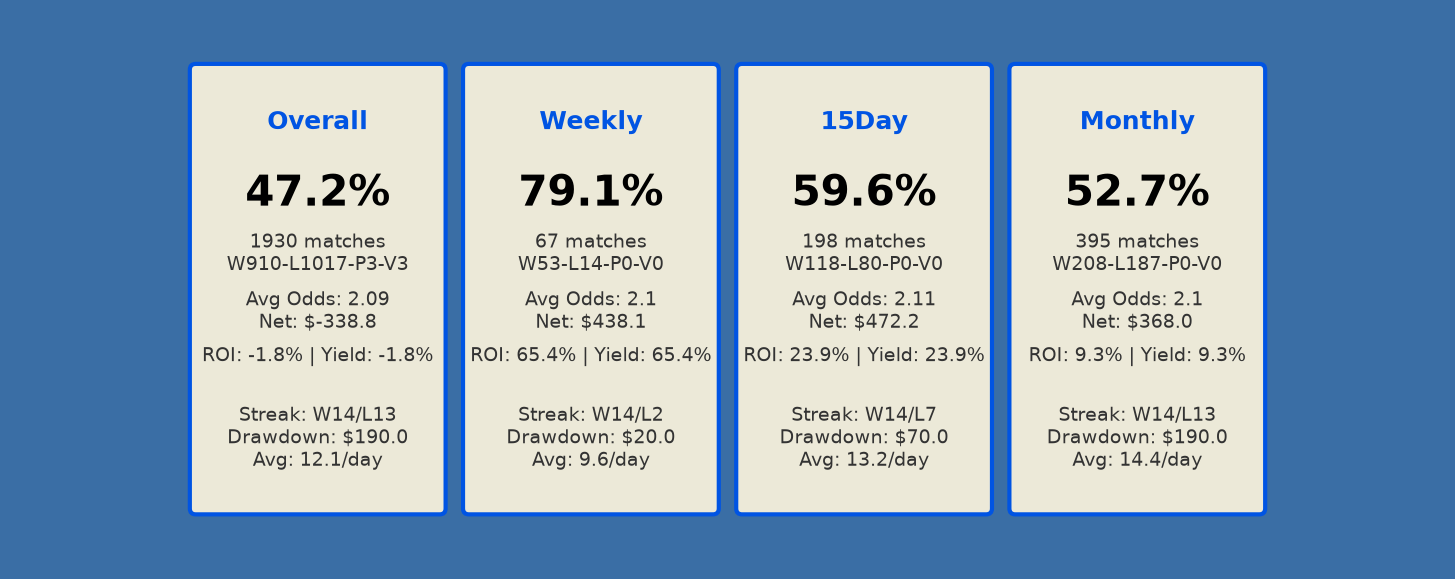 Overall
47.2%
1930 matches
W910-L1017-P3-V3
Avg Odds: 2.09
Net: $-338.8
ROI: -1.8% | Yield: -1.8%
Streak: W14/L13
Drawdown: $190.0
Avg: 12.1/day
Weekly
79.1%
67 matches
W53-L14-P0-V0
Avg Odds: 2.1
Net: $438.1
ROI: 65.4% | Yield: 65.4%
Streak: W14/L2
Drawdown: $20.0
Avg: 9.6/day
15Day
59.6%
198 matches
W118-L80-P0-V0
Avg Odds: 2.11
Net: $472.2
ROI: 23.9% | Yield: 23.9%
Streak: W14/L7
Drawdown: $70.0
Avg: 13.2/day
Monthly
52.7%
395 matches
W208-L187-P0-V0
Avg Odds: 2.1
Net: $368.0
ROI: 9.3% | Yield: 9.3%
Streak: W14/L13
Drawdown: $190.0
Avg: 14.4/day